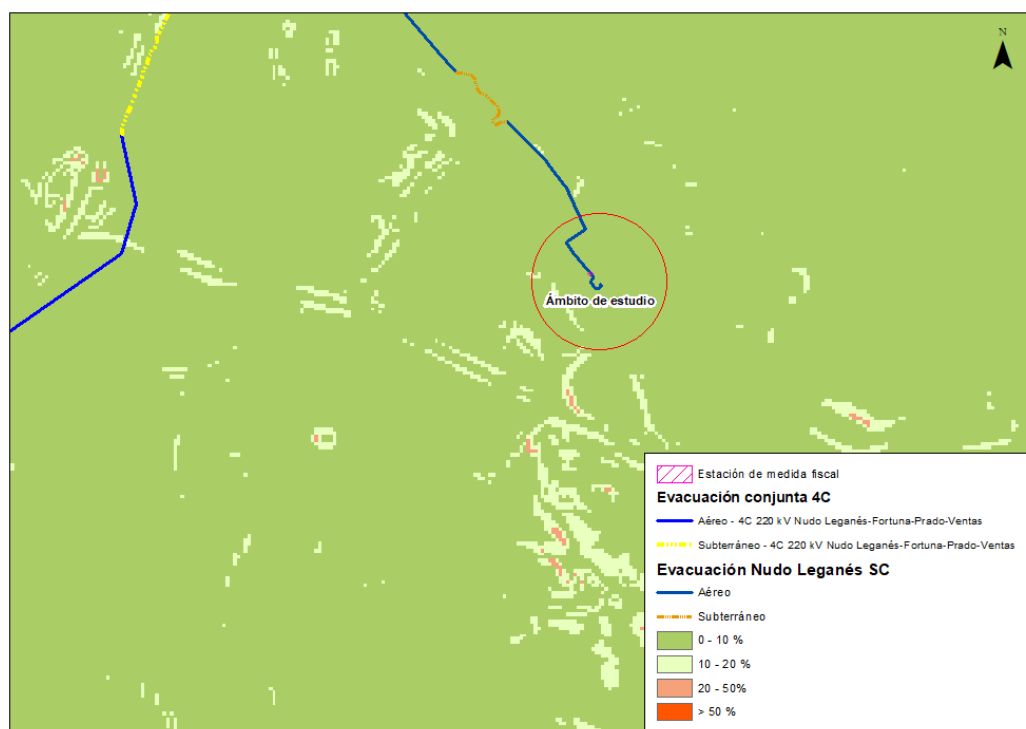 N
Ámbito de estudio
Estación de medida fiscal
Evacuación conjunta 4C
Aéreo - 4C 220 kV Nudo Leganés-Fortuna-Prado-Ventas
Subterráneo - 4C 220 kV Nudo Leganés-Fortuna-Prado-Ventas
Evacuación Nudo Leganés SC
Aéreo
Subterráneo
0 - 10 %
10 - 20 %
20 - 50%
> 50 %